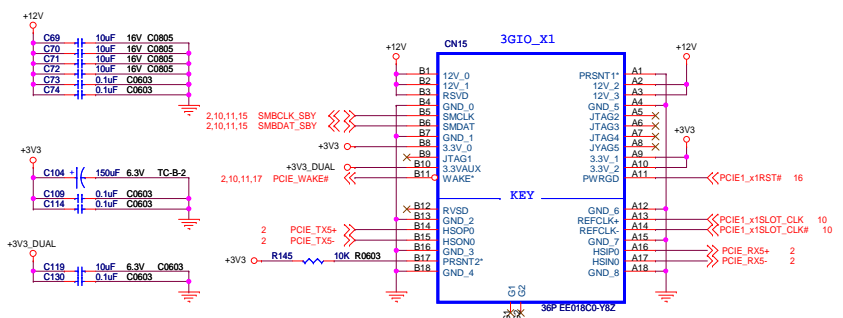 +12V
C69 10uF 16V C0805
C70 10uF 16V C0805
C71 10uF 16V C0805
C72 10uF 16V C0805
C73 0.1uF C0603
C74 0.1uF C0603
+3V3
C104 + 150uF 6.3V TC-B-2
C109 0.1uF C0603
C114 0.1uF C0603
+3V3_DUAL
C119 10uF 6.3V C0603
C130 0.1uF C0603
CN15 3GIO_X1
+12V +12V
B1 12V_0 PRSNT1* A1
B2 12V_1 12V_2 A2
B3 RSVD 12V_3 A3
B4 GND_0 GND_5 A4
2,10,11,15 SMBCLK_SBY B5 SMCLK JTAG2 A5
2,10,11,15 SMBDAT_SBY B6 SMDAT JTAG3 A6
B7 GND_1 JTAG4 A7
+3V3 B8 3.3V_0 JYAG5 A8 +3V3
B9 JTAG1 3.3V_1 A9
+3V3_DUAL B10 3.3VAUX 3.3V_2 A10
2,10,11,17 PCIE_WAKE# B11 WAKE* PWRGD A11 PCIE1_x1RST# 16
KEY
B12 RVSD GND_6 A12
B13 GND_2 REFCLK+ A13 PCIE1_x1SLOT_CLK 10
2 PCIE_TX5+ B14 HSOP0 REFCLK- A14 PCIE1_x1SLOT_CLK# 10
2 PCIE_TX5- B15 HSON0 GND_7 A15
B16 GND_3 HSIP0 A16 PCIE_RX5+ 2
+3V3 R145 10K R0603 B17 PRSNT2* HSIN0 A17 PCIE_RX5- 2
B18 GND_4 GND_8 A18
G1 G2
36P EE018C0-Y8Z